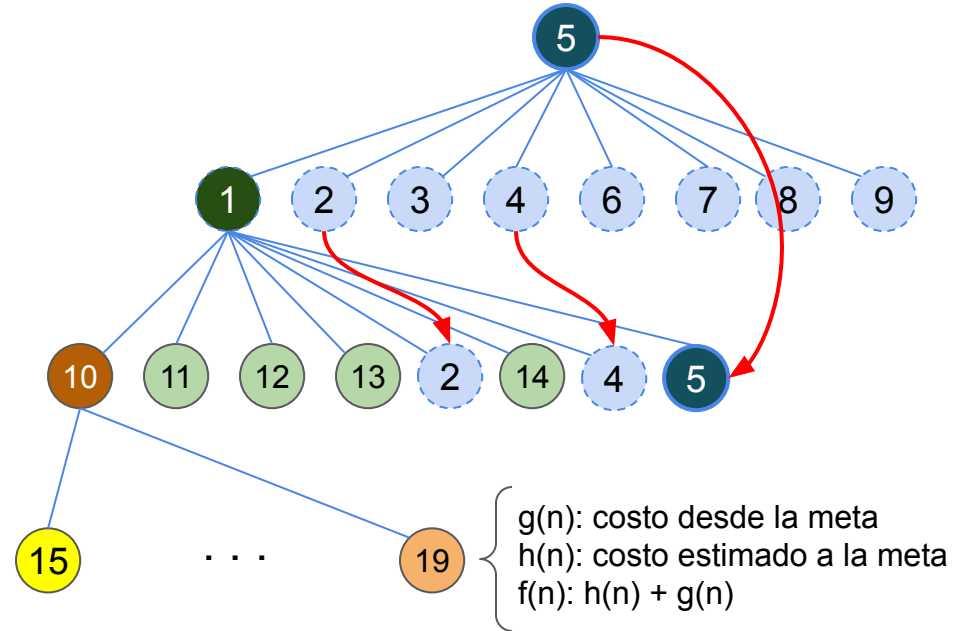 5
1 2 3 4 6 7 8 9
10 11 12 13 2 14 4 5
15 . . . 19
g(n): costo desde la meta
h(n): costo estimado a la meta
f(n): h(n) + g(n)